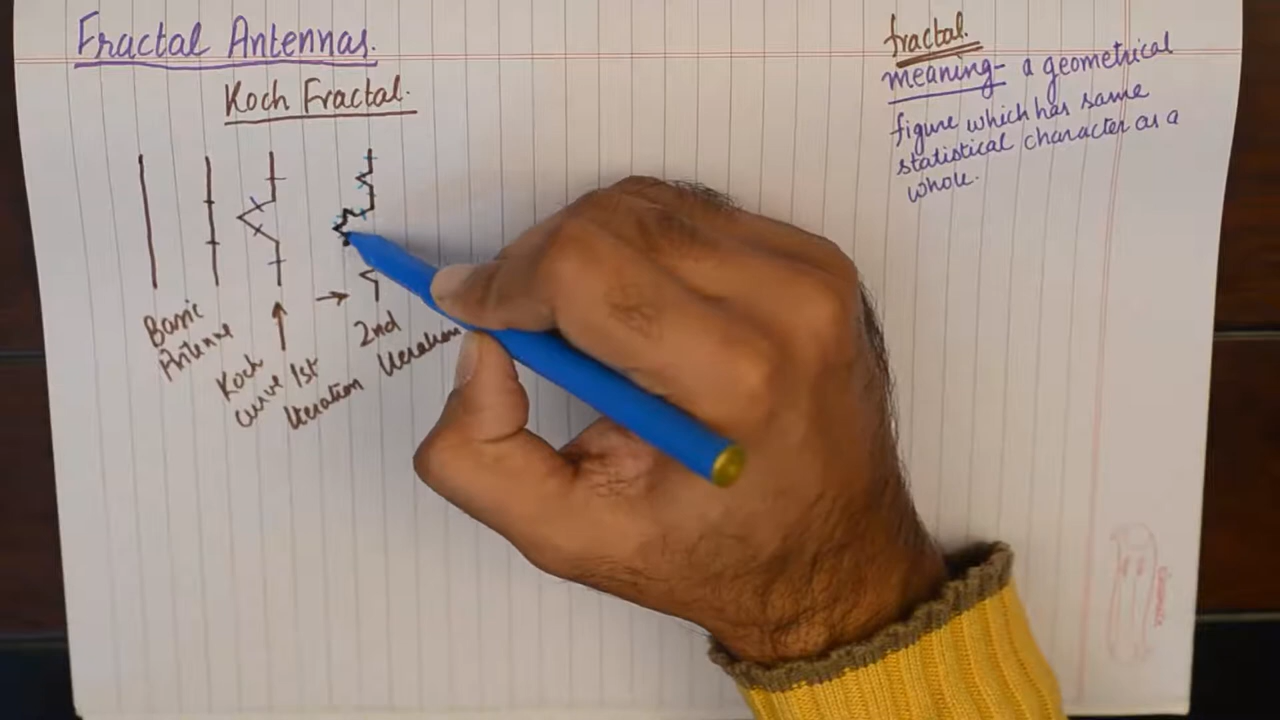 Fractal Antennas.
Koch Fractal.
fractal.
meaning- a geometrical
figure which has same
statistical character as a
whole.
Basic
Antenne
Koch
curve 1st
Iteration
2nd
Iteration